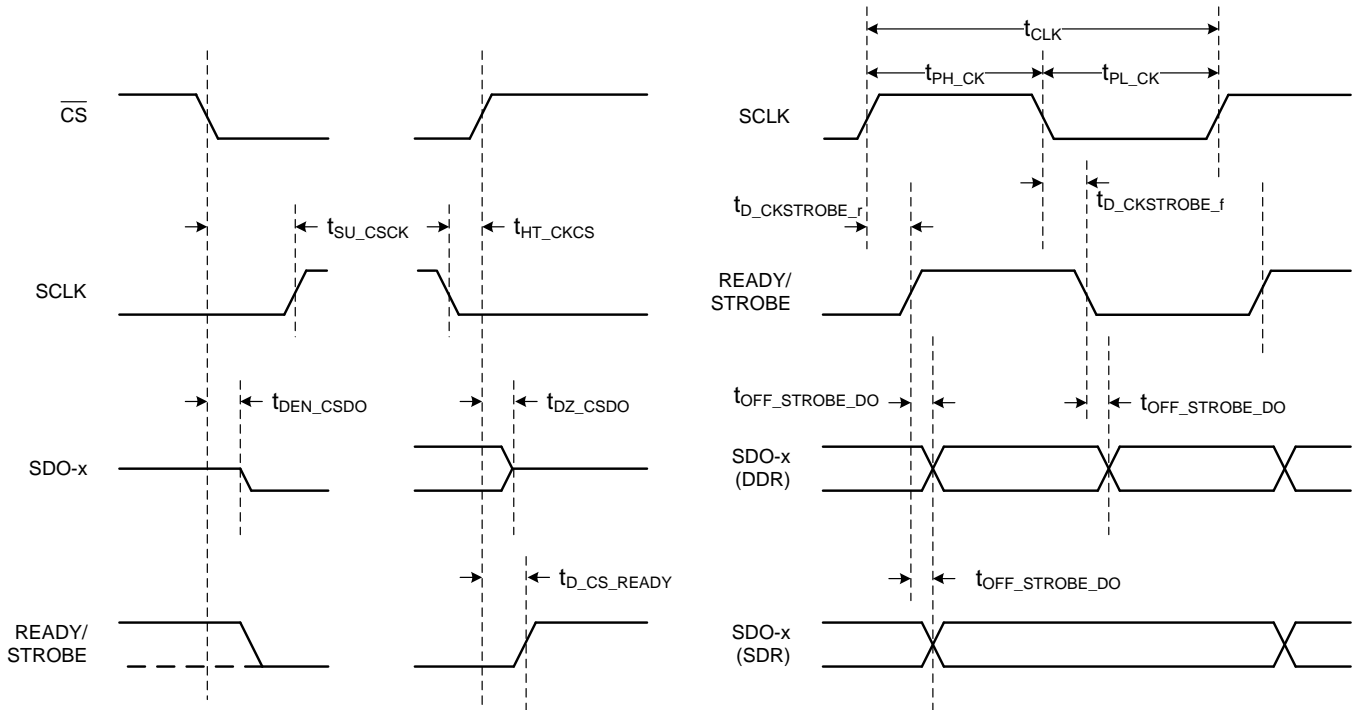 CS
SCLK
SDO-x
READY/
STROBE
tSU_CSCK
tHT_CKCS
tDEN_CSDO
tDZ_CSDO
tD_CS_READY
tCLK
tPH_CK
tPL_CK
SCLK
tD_CKSTROBE_r
tD_CKSTROBE_f
READY/
STROBE
tOFF_STROBE_DO
tOFF_STROBE_DO
SDO-x
(DDR)
tOFF_STROBE_DO
SDO-x
(SDR)